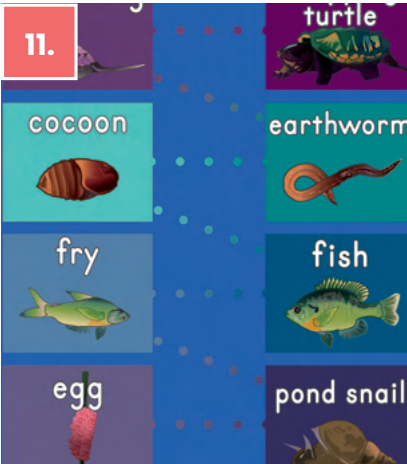 11.
turtle
cocoon
earthworm
fry
fish
egg
pond snail